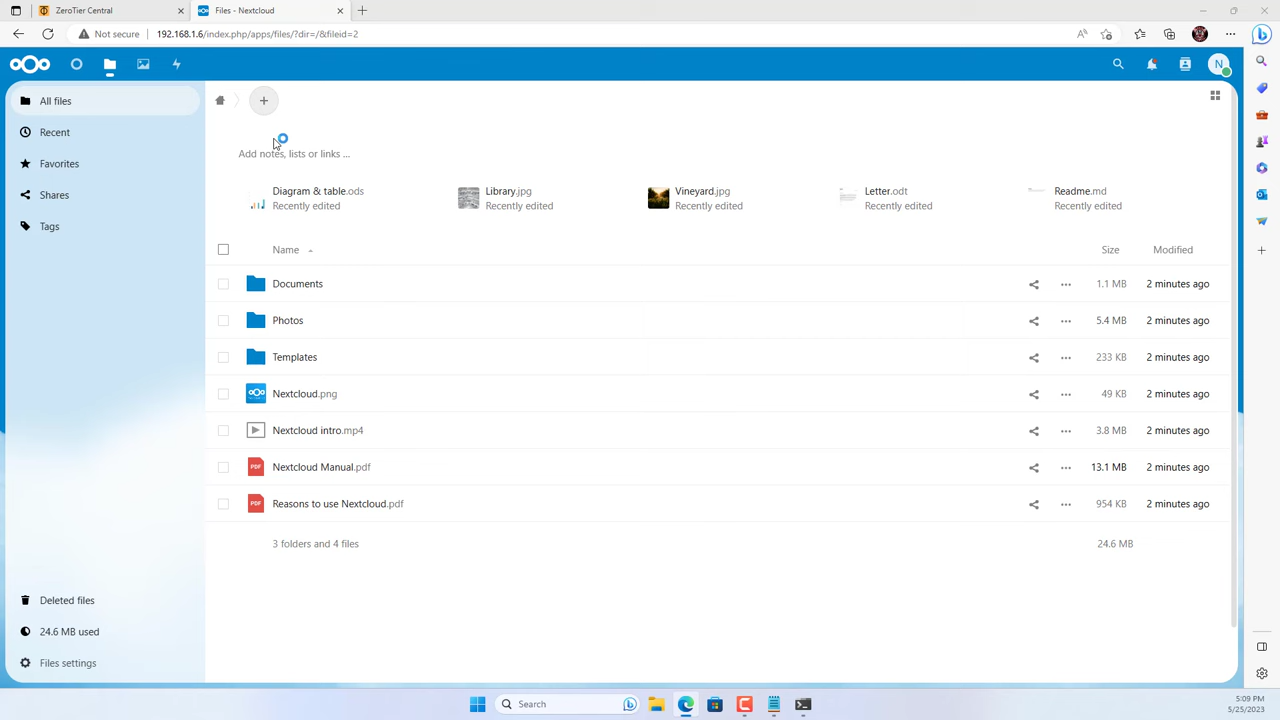 ZeroTier Central
Files - Nextcloud
Not secure
192.168.1.6/index.php/apps/files/?dir=/&fileid=2
N
All files
Recent
Favorites
Shares
Tags
Add notes, lists or links ...
Diagram & table.ods
Recently edited
Library.jpg
Recently edited
Vineyard.jpg
Recently edited
Letter.odt
Recently edited
Readme.md
Recently edited
Name Size Modified
Documents 1.1 MB 2 minutes ago
Photos 5.4 MB 2 minutes ago
Templates 233 KB 2 minutes ago
Nextcloud.png 49 KB 2 minutes ago
Nextcloud intro.mp4 3.8 MB 2 minutes ago
PDF Nextcloud Manual.pdf 13.1 MB 2 minutes ago
PDF Reasons to use Nextcloud.pdf 954 KB 2 minutes ago
3 folders and 4 files 24.6 MB
Deleted files
24.6 MB used
Files settings
Search
5:09 PM
5/25/2023